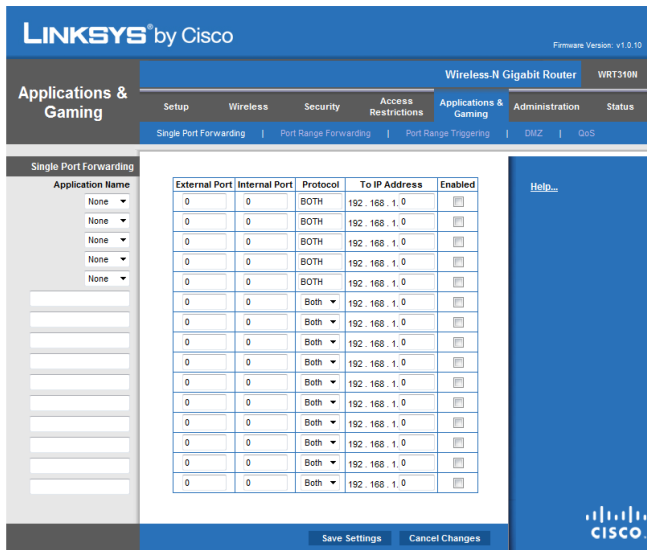 LINKSYS® by Cisco
Firmware Version: v1.0.10
Applications & Gaming
Wireless-N Gigabit Router WRT310N
Setup Wireless Security Access Restrictions Applications & Gaming Administration Status
Single Port Forwarding | Port Range Forwarding | Port Range Triggering | DMZ | QoS
Single Port Forwarding
Help...
Application Name External Port Internal Port Protocol To IP Address Enabled
None 0 0 BOTH 192 . 168 . 1. 0
None 0 0 BOTH 192 . 168 . 1. 0
None 0 0 BOTH 192 . 168 . 1. 0
None 0 0 BOTH 192 . 168 . 1. 0
None 0 0 BOTH 192 . 168 . 1. 0
0 0 Both 192 . 168 . 1. 0
0 0 Both 192 . 168 . 1. 0
0 0 Both 192 . 168 . 1. 0
0 0 Both 192 . 168 . 1. 0
0 0 Both 192 . 168 . 1. 0
0 0 Both 192 . 168 . 1. 0
0 0 Both 192 . 168 . 1. 0
0 0 Both 192 . 168 . 1. 0
0 0 Both 192 . 168 . 1. 0
0 0 Both 192 . 168 . 1. 0
Save Settings Cancel Changes
CISCO.